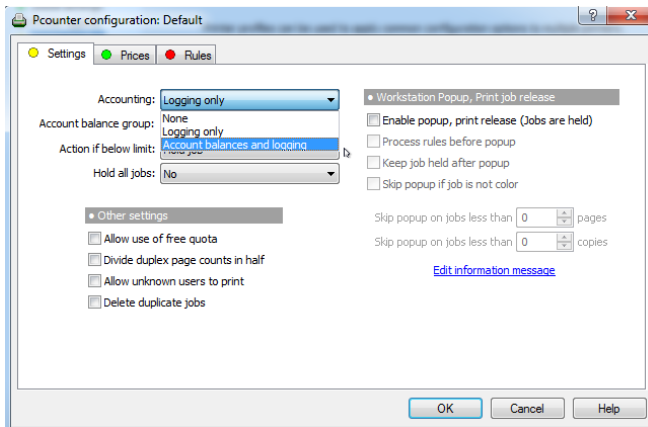 Pcounter configuration: Default
Settings
Prices
Rules
Accounting: Logging only
None
Logging only
Account balances and logging
Account balance group:
Action if below limit: Hold job
Hold all jobs: No
• Other settings
Allow use of free quota
Divide duplex page counts in half
Allow unknown users to print
Delete duplicate jobs
• Workstation Popup, Print job release
Enable popup, print release (Jobs are held)
Process rules before popup
Keep job held after popup
Skip popup if job is not color
Skip popup on jobs less than 0 pages
Skip popup on jobs less than 0 copies
Edit information message
OK
Cancel
Help